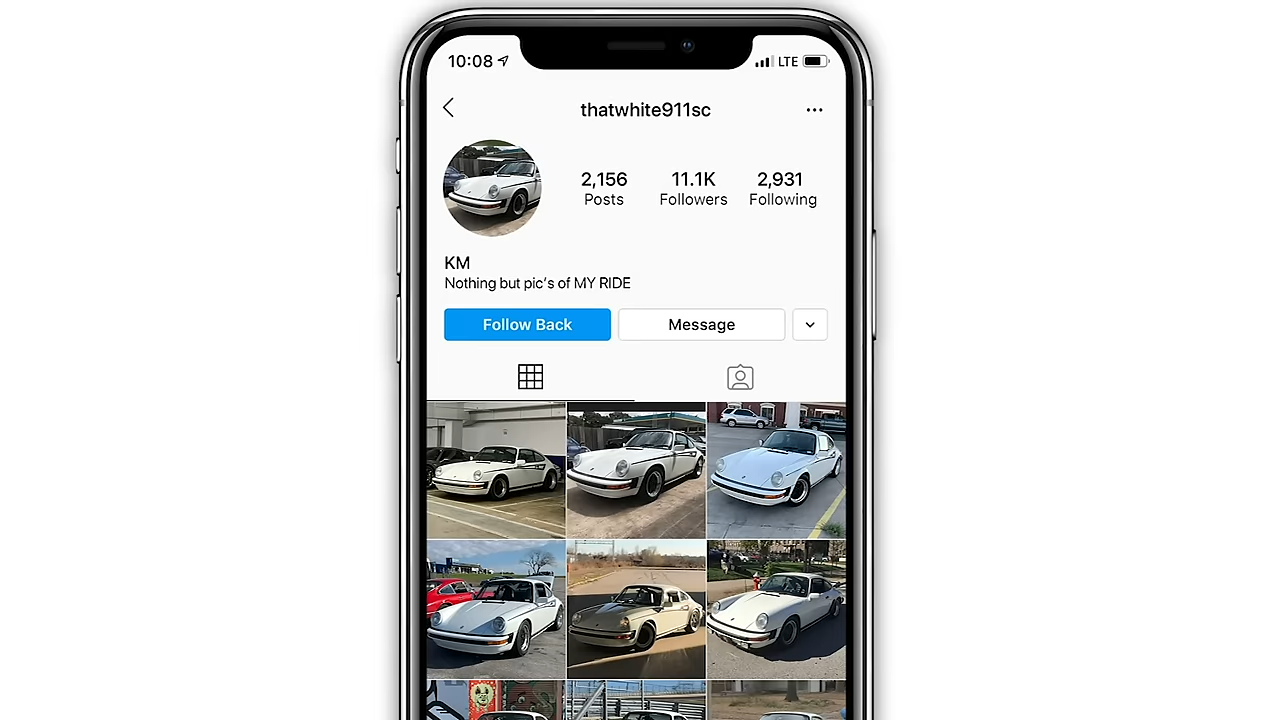 10:08
LTE
thatwhite911sc
2,156 11.1K 2,931
Posts Followers Following
KM
Nothing but pic's of MY RIDE
Follow Back Message